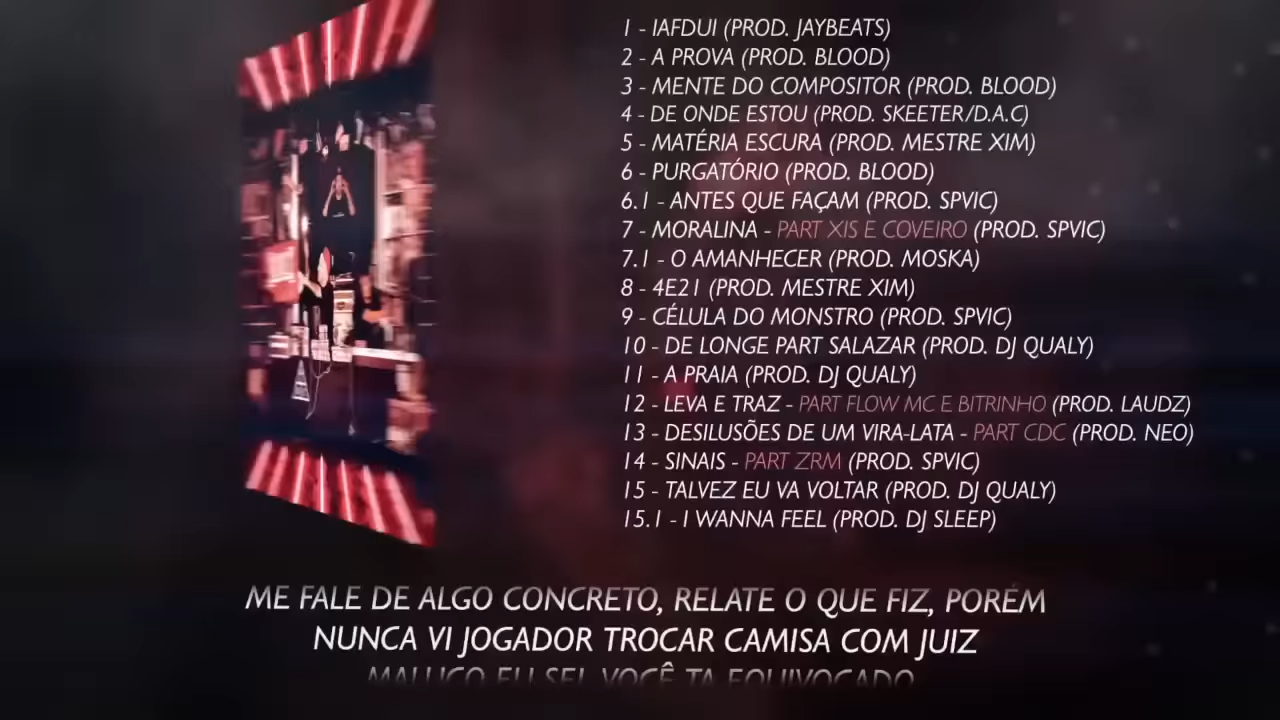 1 - IAFDUI (PROD. JAYBEATS)
2 - A PROVA (PROD. BLOOD)
3 - MENTE DO COMPOSITOR (PROD. BLOOD)
4 - DE ONDE ESTOU (PROD. SKEETER/D.A.C)
5 - MATÉRIA ESCURA (PROD. MESTRE XIM)
6 - PURGATÓRIO (PROD. BLOOD)
6.1 - ANTES QUE FAÇAM (PROD. SPVIC)
7 - MORALINA - PART XIS E COVEIRO (PROD. SPVIC)
7.1 - O AMANHECER (PROD. MOSKA)
8 - 4E21 (PROD. MESTRE XIM)
9 - CÉLULA DO MONSTRO (PROD. SPVIC)
10 - DE LONGE PART SALAZAR (PROD. DJ QUALY)
11 - A PRAIA (PROD. DJ QUALY)
12 - LEVA E TRAZ - PART FLOW MC E BITRINHO (PROD. LAUDZ)
13 - DESILUSÕES DE UM VIRA-LATA - PART CDC (PROD. NEO)
14 - SINAIS - PART ZRM (PROD. SPVIC)
15 - TALVEZ EU VA VOLTAR (PROD. DJ QUALY)
15.1 - I WANNA FEEL (PROD. DJ SLEEP)
ME FALE DE ALGO CONCRETO, RELATE O QUE FIZ, PORÉM
NUNCA VI JOGADOR TROCAR CAMISA COM JUIZ
MALUCO EU SEI, VOCÊ TA EQUIVOCADO